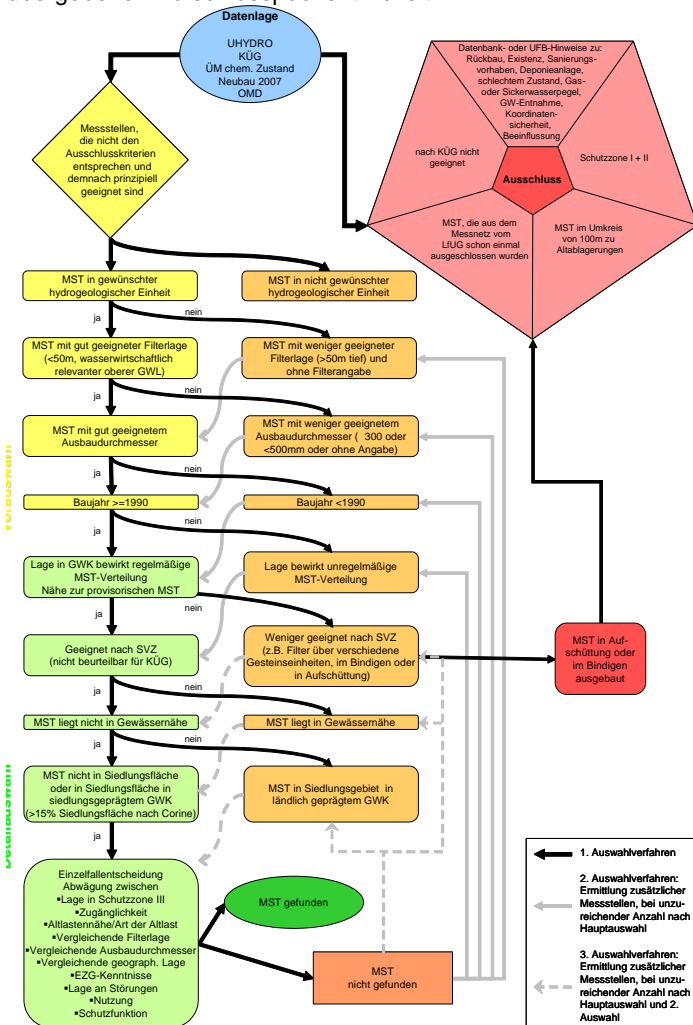 Datenlage
UHYDRO
KÜG
ÜM chem. Zustand
Neubau 2007
OMD
Messstellen,
die nicht den
Ausschlusskriterien
entsprechen und
demnach prinzipiell
geeignet sind
Datenbank- oder UFB-Hinweise zu:
Rückbau, Existenz, Sanierungs-
vorhaben, Deponieanlage,
schlechtem Zustand, Gas-
oder Sickerwasserpegel,
GW-Entnahme,
Koordinaten-
sicherheit,
Beeinflussung
nach KÜG nicht
geeignet
Ausschluss
Schutzzone I + II
MST, die aus dem
Messnetz vom
LfUG schon einmal
ausgeschlossen wurden
MST im Umkreis
von 100m zu
Altablagerungen
MST in gewünschter
hydrogeologischer Einheit
MST in nicht gewünschter
hydrogeologischer Einheit
ja
nein
MST mit gut geeigneter Filterlage
(<50m, wasserwirtschaftlich
relevanter oberer GWL)
MST mit weniger geeigneter
Filterlage (>50m tief) und
ohne Filterangabe
ja
nein
MST mit gut geeignetem
Ausbaudurchmesser
MST mit weniger geeignetem
Ausbaudurchmesser ( 300 oder
<500mm oder ohne Angabe)
ja
nein
Vorauswahl
Baujahr >=1990
Baujahr <1990
ja
nein
Lage in GWK bewirkt regelmäßige
MST-Verteilung
Nähe zur provisorischen MST
Lage bewirkt unregelmäßige
MST-Verteilung
ja
nein
Geeignet nach SVZ
(nicht beurteilbar für KÜG)
Weniger geeignet nach SVZ
(z.B. Filter über verschiedene
Gesteinseinheiten, im Bindigen oder
in Aufschüttung)
MST in Auf-
schüttung oder
im Bindigen
ausgebaut
ja
nein
MST liegt nicht in Gewässernähe
MST liegt in Gewässernähe
ja
nein
MST nicht in Siedlungsfläche
oder in Siedlungsfläche in
siedlungsgeprägtem GWK
(>15% Siedlungsfläche nach Corine)
MST in Siedlungsgebiet in
ländlich geprägtem GWK
Detailauswahl
ja
Einzelfallentscheidung
Abwägung zwischen
▪Lage in Schutzzone III
▪Zugänglichkeit
▪Altlastennähe/Art der Altlast
▪Vergleichende Filterlage
▪Vergleichende Ausbaudurchmesser
▪Vergleichende geograph. Lage
▪EZG-Kenntnisse
▪Lage an Störungen
▪Nutzung
▪Schutzfunktion
MST gefunden
MST
nicht gefunden
1. Auswahlverfahren
2. Auswahlverfahren:
Ermittlung zusätzlicher
Messstellen, bei unzu-
reichender Anzahl nach
Hauptauswahl
3. Auswahlverfahren:
Ermittlung zusätzlicher
Messstellen, bei unzu-
reichender Anzahl nach
Hauptauswahl und 2.
Auswahl